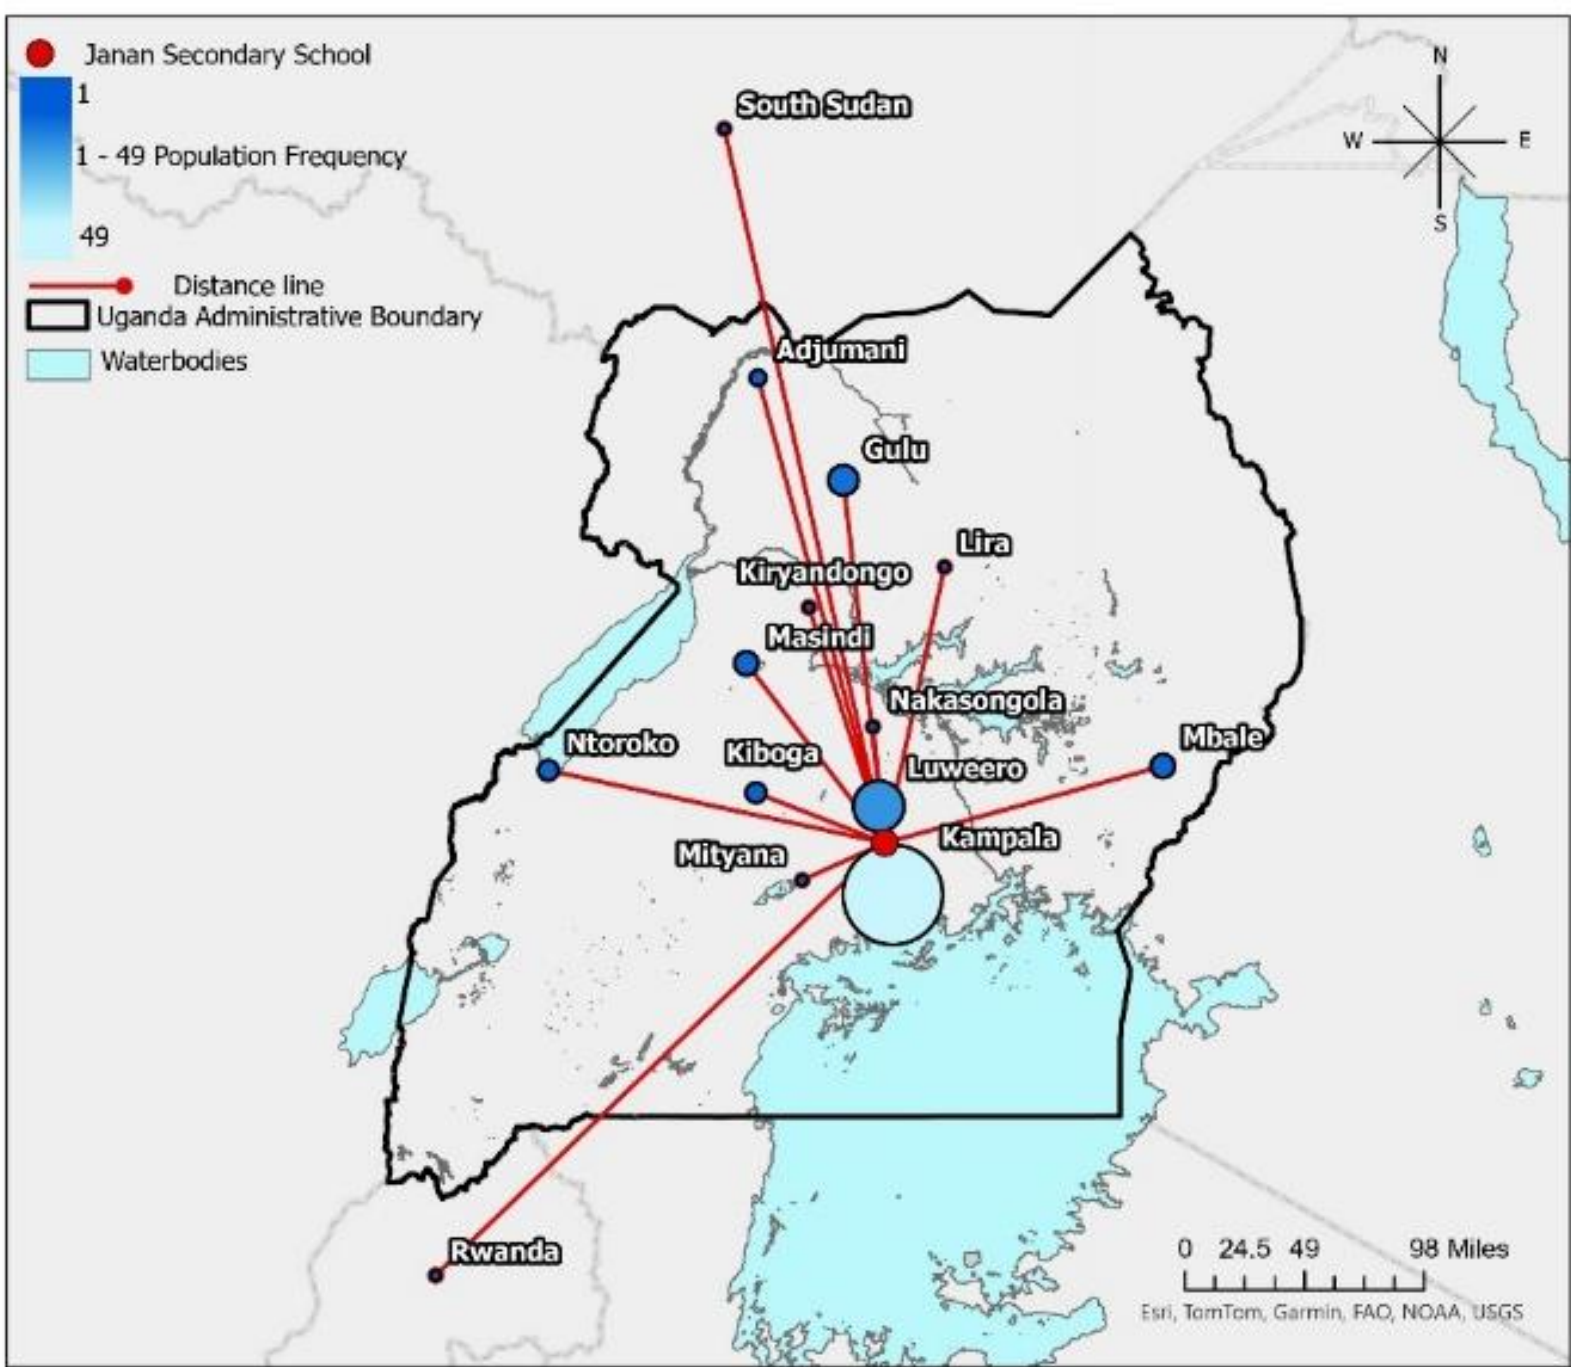 Janan Secondary School
1
1 - 49 Population Frequency
49
Distance line
Uganda Administrative Boundary
Waterbodies
N
W
E
S
South Sudan
Adjumani
Gulu
Lira
Kiryandongo
Masindi
Nakasongola
Mbale
Ntoroko
Kiboga
Luweero
Kampala
Mityana
Rwanda
0 24.5 49 98 Miles
Esri, TomTom, Garmin, FAO, NOAA, USGS